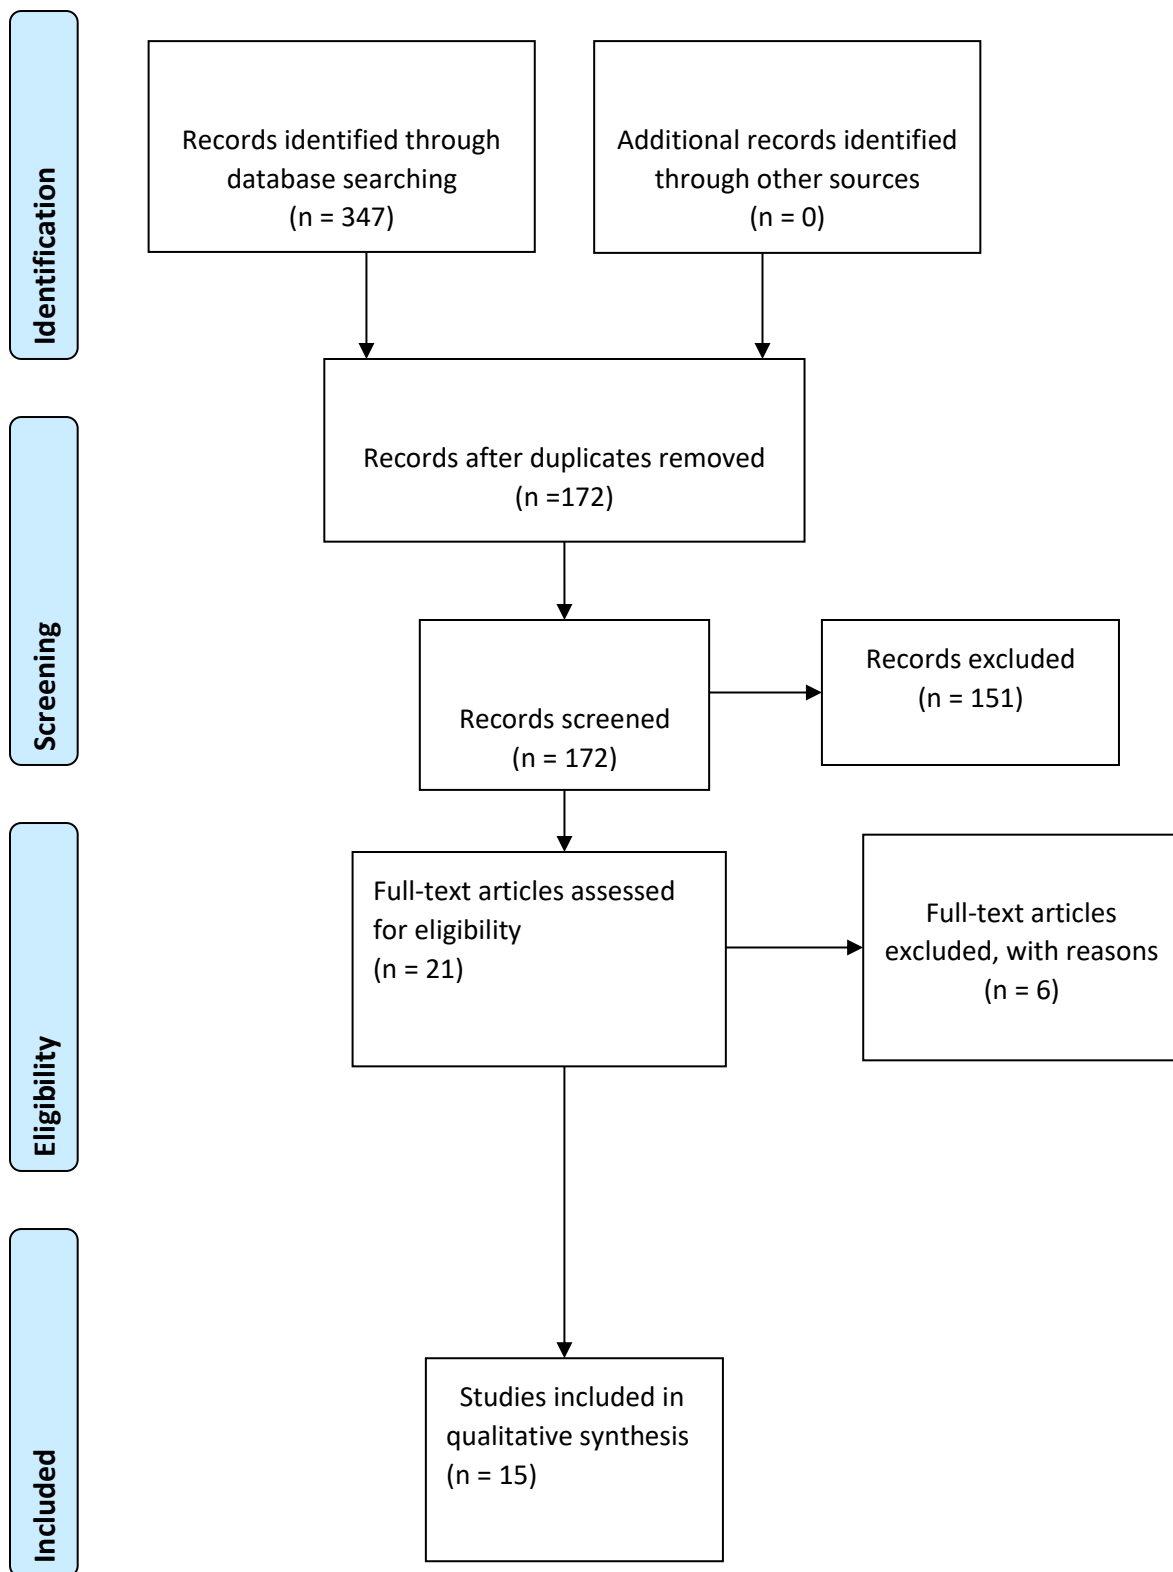 Identification
Records identified through
database searching
(n = 347)
Additional records identified
through other sources
(n = 0)
Records after duplicates removed
(n =172)
Screening
Records screened
(n = 172)
Records excluded
(n = 151)
Eligibility
Full-text articles assessed
for eligibility
(n = 21)
Full-text articles
excluded, with reasons
(n = 6)
Included
Studies included in
qualitative synthesis
(n = 15)